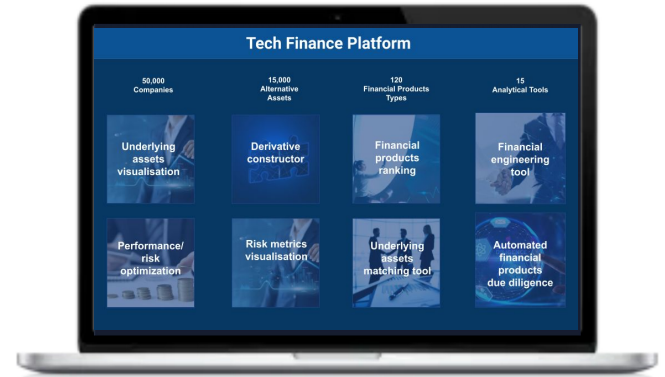 Tech Finance Platform
50,000
Companies
15,000
Alternative
Assets
120
Financial Products
Types
15
Analytical Tools
Underlying
assets
visualisation
Derivative
constructor
Financial
products
ranking
Financial
engineering
tool
Performance/
risk
optimization
Risk metrics
visualisation
Underlying
assets
matching tool
Automated
financial
products
due diligence